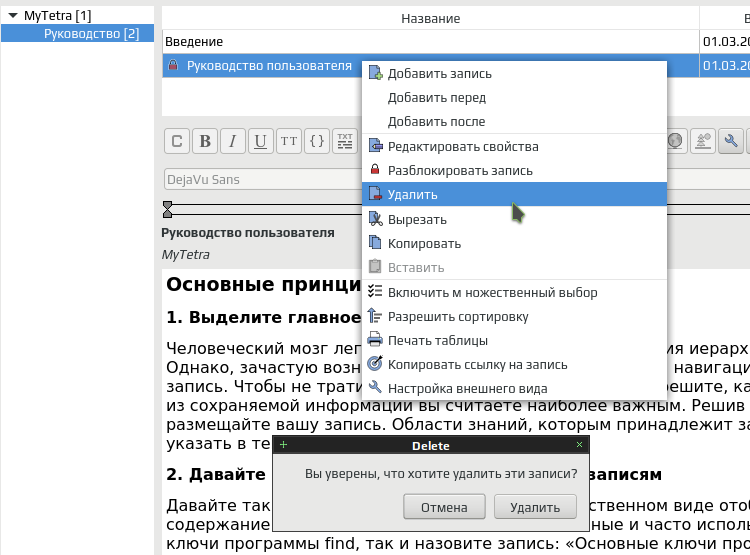 MyTetra [1]
Руководство [2]
Название
Введение
01.03.20
Руководство пользователя
01.03.20
Добавить запись
Добавить перед
Добавить после
Редактировать свойства
Разблокировать запись
Удалить
Вырезать
Копировать
Вставить
Включить м ножественный выбор
Разрешить сортировку
Печать таблицы
Копировать ссылку на запись
Настройка внешнего вида
C B I U TT {} TXT
DejaVu Sans
Руководство пользователя
MyTetra
Основные принци
1. Выделите главное
Человеческий мозг лег ия иерарх
Однако, зачастую возн навигаци
запись. Чтобы не трати решите, ка
из сохраняемой информации вы считаете наиболее важным. Решив
размещайте вашу запись. Области знаний, которым принадлежит за
указать в те
2. Давайте записям
Давайте так ственном виде отоб
содержание ные и часто исполь
ключи программы find, так и назовите запись: «Основные ключи про
Delete
Вы уверены, что хотите удалить эти записи?
Отмена
Удалить